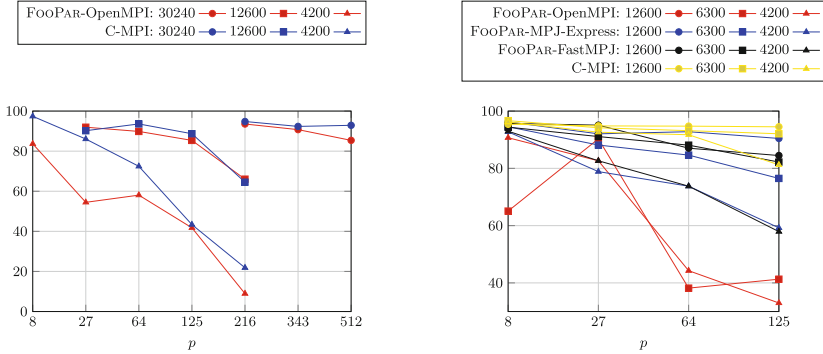 FOOPAR-OpenMPI: 30240 12600 4200
C-MPI: 30240 12600 4200
100
80
60
40
20
0
8 27 64 125 216 343 512
p
FOOPAR-OpenMPI: 12600 6300 4200
FOOPAR-MPJ-Express: 12600 6300 4200
FOOPAR-FastMPJ: 12600 6300 4200
C-MPI: 12600 6300 4200
100
80
60
40
8 27 64 125
p